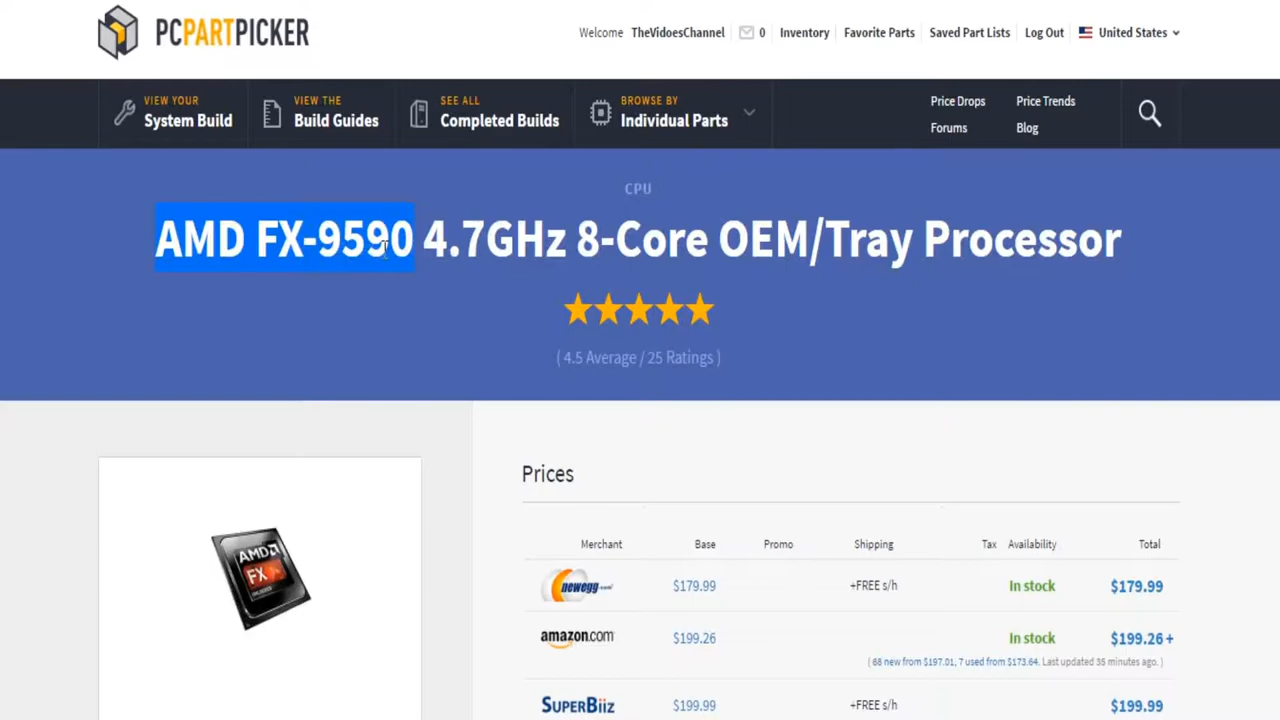 PCPARTPICKER
Welcome TheVidoesChannel 0 Inventory Favorite Parts Saved Part Lists Log Out United States
VIEW YOUR
System Build
VIEW THE
Build Guides
SEE ALL
Completed Builds
BROWSE BY
Individual Parts
Price Drops Price Trends
Forums Blog
CPU
AMD FX-9590 4.7GHz 8-Core OEM/Tray Processor
( 4.5 Average / 25 Ratings )
AMD
FX
Prices
Merchant Base Promo Shipping Tax Availability Total
newegg.com $179.99 +FREE s/h In stock $179.99
amazon.com $199.26 In stock $199.26 +
( 68 new from $197.01, 7 used from $173.64. Last updated 35 minutes ago. )
SUPERBIIZ $199.99 +FREE s/h $199.99